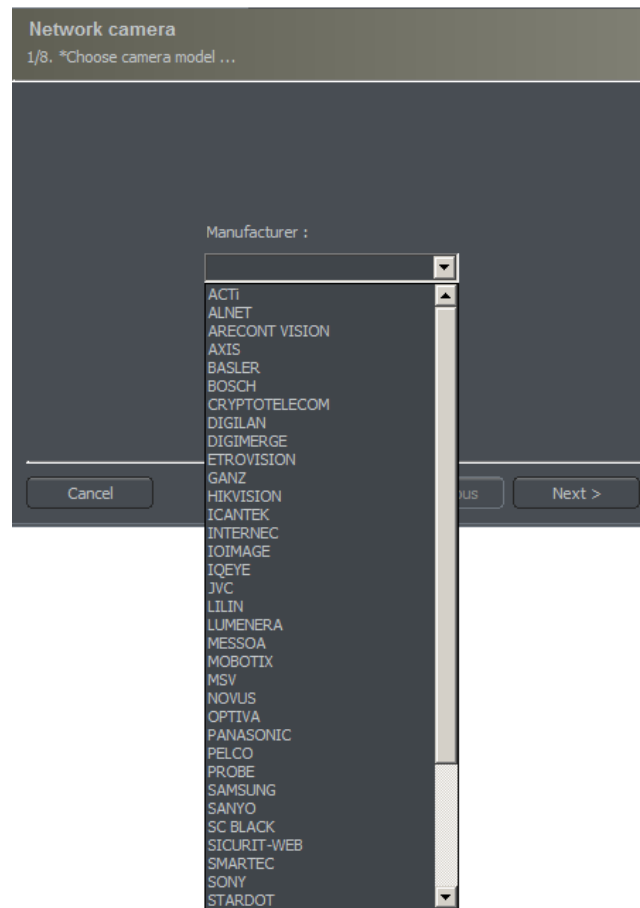 Network camera
1/8. *Choose camera model ...
Manufacturer :
ACTi
ALNET
ARECONT VISION
AXIS
BASLER
BOSCH
CRYPTOTELECOM
DIGILAN
DIGIMERGE
ETROVISION
GANZ
HIKVISION
ICANTEK
INTERNEC
IOIMAGE
IQEYE
JVC
LILIN
LUMENERA
MESSOA
MOBOTIX
MSV
NOVUS
OPTIVA
PANASONIC
PELCO
PROBE
SAMSUNG
SANYO
SC BLACK
SICURIT-WEB
SMARTEC
SONY
STARDOT
Cancel
Next >